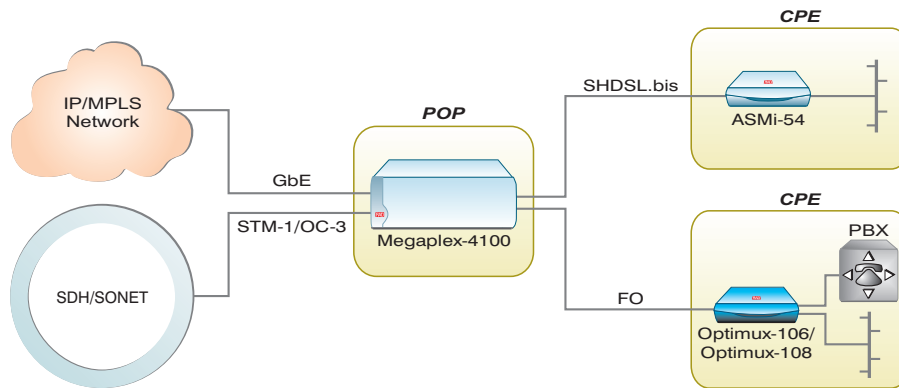 CPE
SHDSL.bis
ASMi-54
IP/MPLS
Network
POP
GbE
STM-1/OC-3
Megaplex-4100
SDH/SONET
CPE
PBX
FO
Optimux-106/
Optimux-108